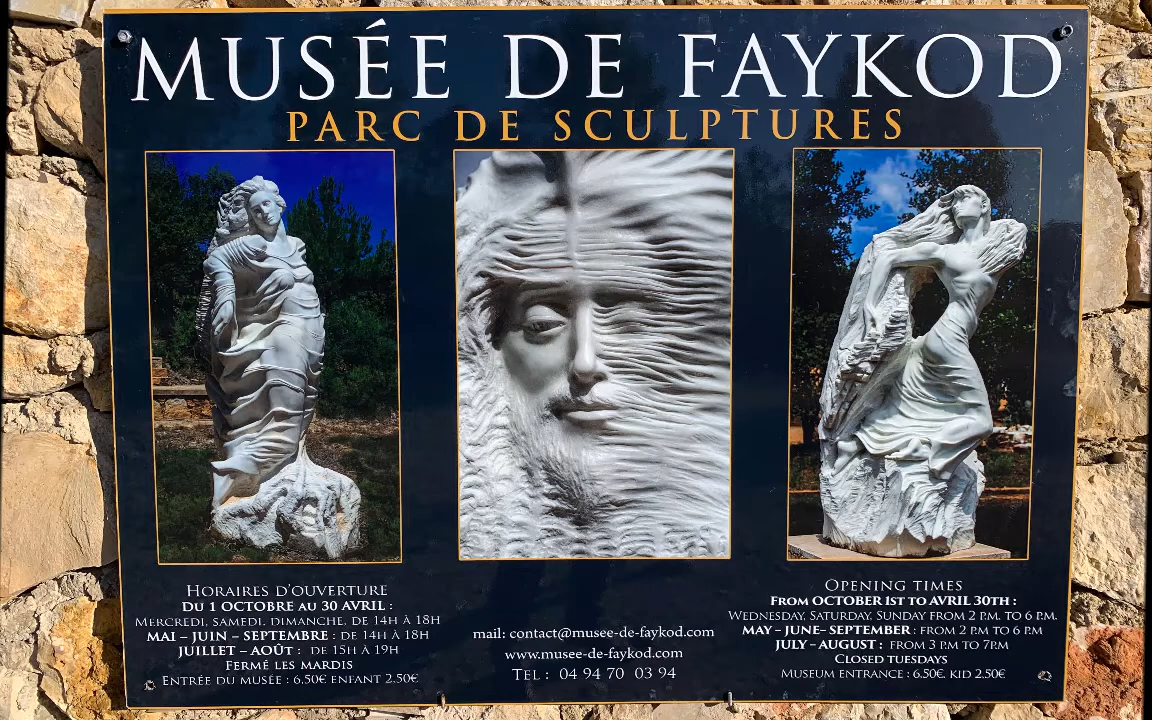 MUSÉE DE FAYKOD
PARC DE SCULPTURES
HORAIRES D'OUVERTURE
DU 1 OCTOBRE AU 30 AVRIL :
MERCREDI, SAMEDI, DIMANCHE, DE 14H À 18H
MAI – JUIN – SEPTEMBRE : DE 14H À 18H
JUILLET – AOÛT : DE 15H À 19H
FERMÉ LES MARDIS
ENTRÉE DU MUSÉE : 6.50€ ENFANT 2.50€
mail: contact@musee-de-faykod.com
www.musee-de-faykod.com
TEL : 04 94 70 03 94
OPENING TIMES
FROM OCTOBER 1ST TO AVRIL 30TH :
WEDNESDAY, SATURDAY, SUNDAY FROM 2 P.M. TO 6 P.M.
MAY – JUNE– SEPTEMBER : FROM 2 P.M TO 6 P.M
JULY – AUGUST : FROM 3 P.M TO 7P.M
CLOSED TUESDAYS
MUSEUM ENTRANCE : 6.50€. KID 2.50€